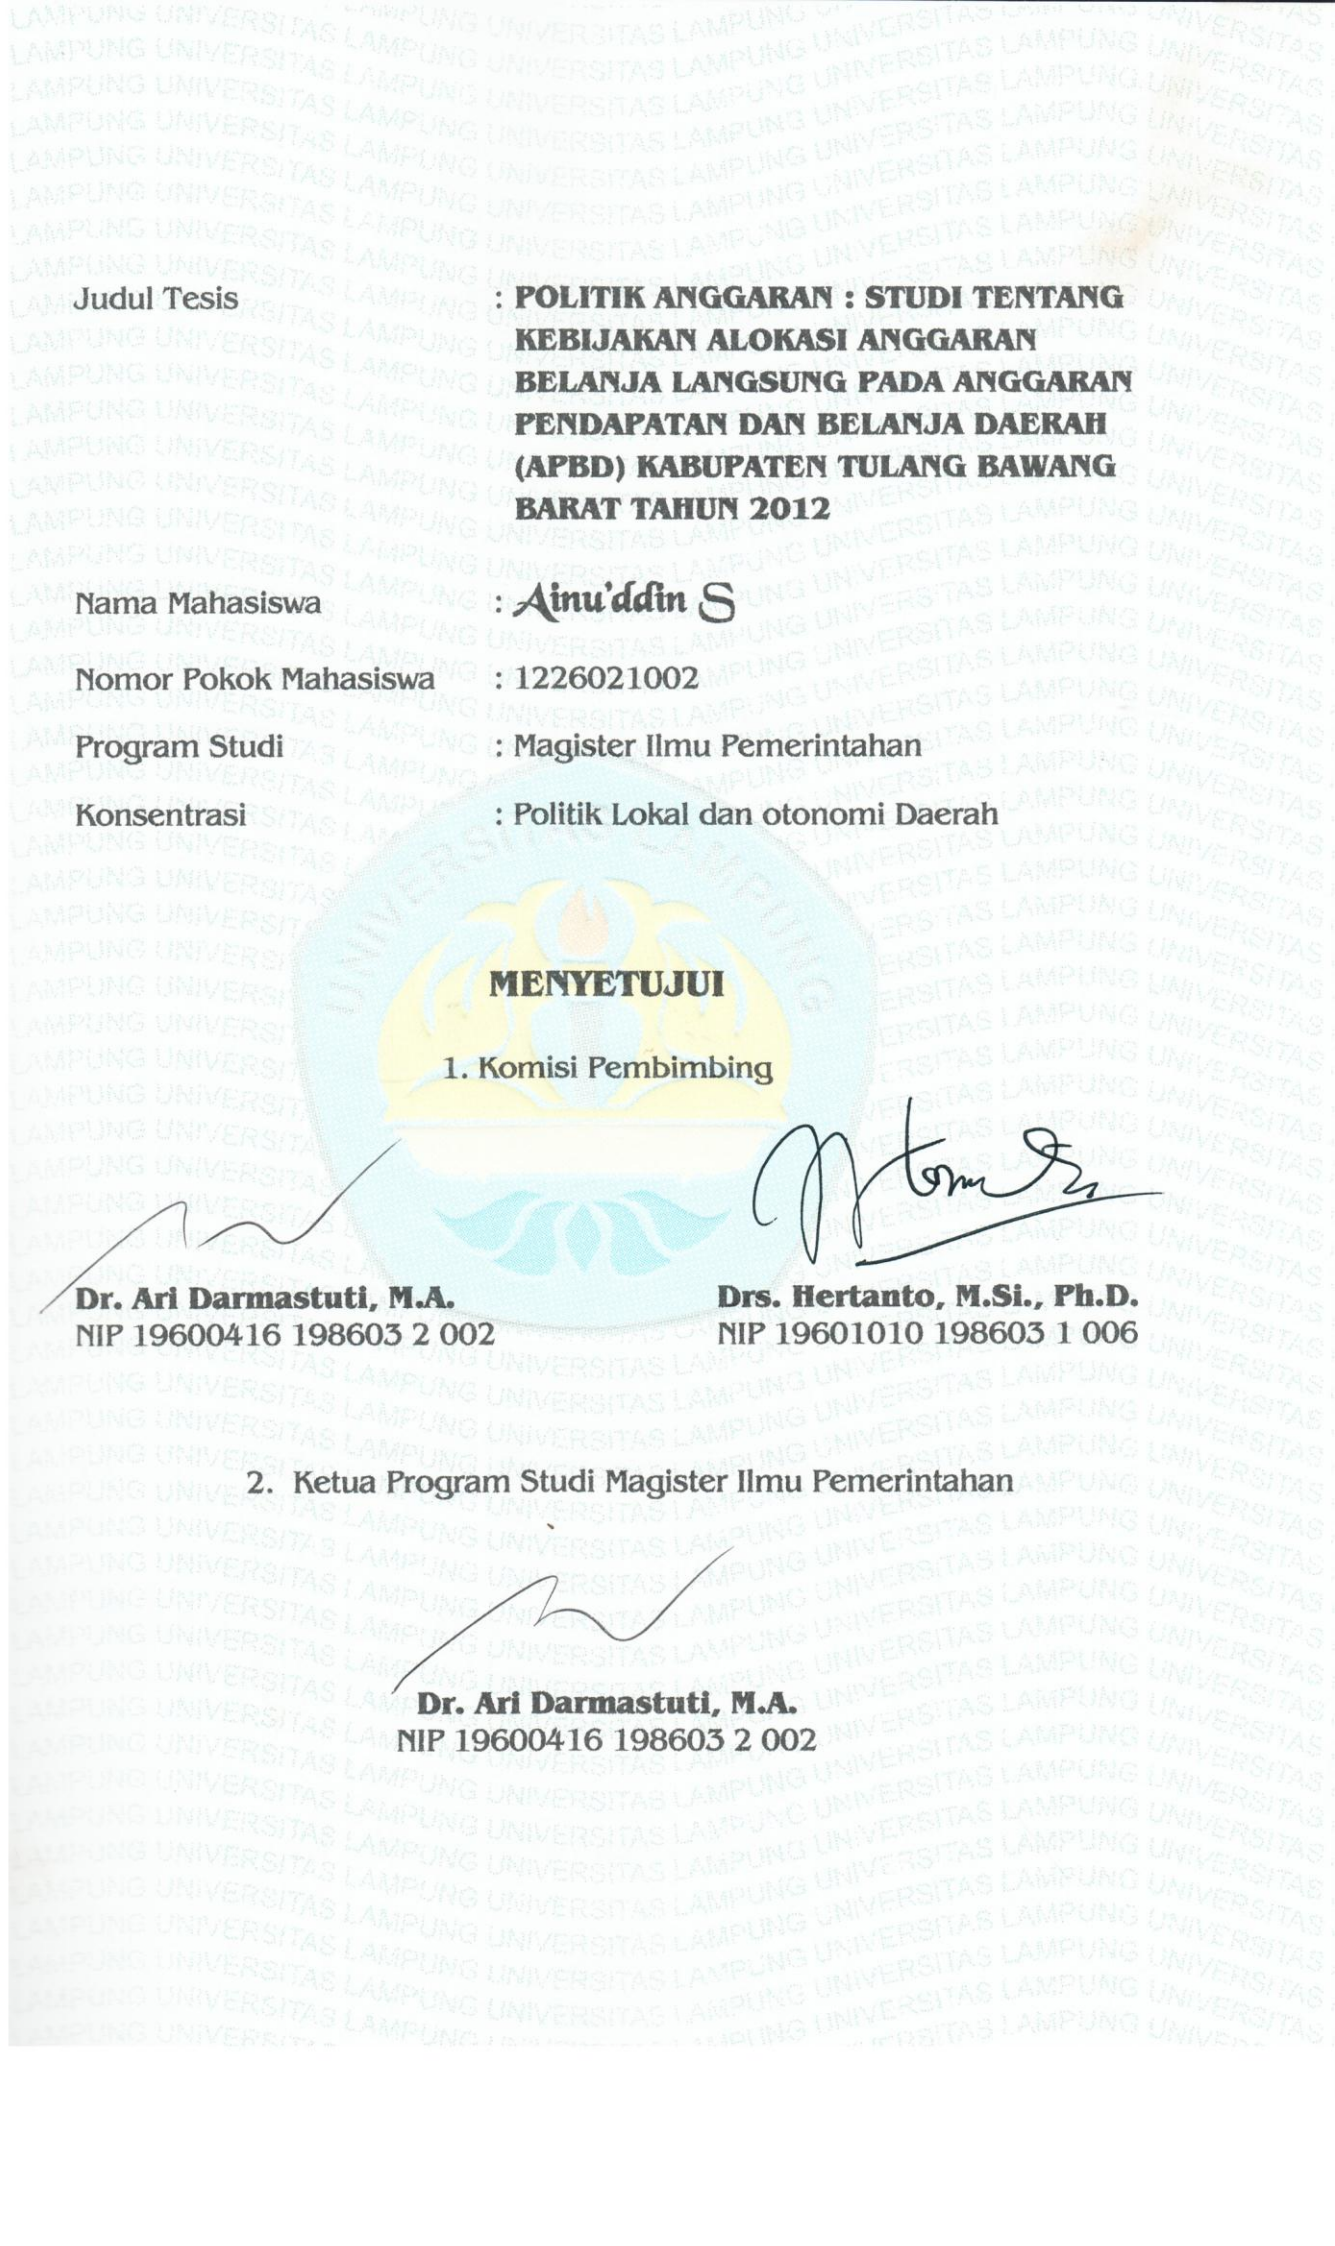 Judul Tesis : POLITIK ANGGARAN : STUDI TENTANG
KEBIJAKAN ALOKASI ANGGARAN
BELANJA LANGSUNG PADA ANGGARAN
PENDAPATAN DAN BELANJA DAERAH
(APBD) KABUPATEN TULANG BAWANG
BARAT TAHUN 2012
Nama Mahasiswa : Ainu'ddin S
Nomor Pokok Mahasiswa : 1226021002
Program Studi : Magister Ilmu Pemerintahan
Konsentrasi : Politik Lokal dan otonomi Daerah
UNIVERSITAS LAMPUNG
MENYETUJUI
1. Komisi Pembimbing
Dr. Ari Darmastuti, M.A. Drs. Hertanto, M.Si., Ph.D.
NIP 19600416 198603 2 002 NIP 19601010 198603 1 006
2. Ketua Program Studi Magister Ilmu Pemerintahan
Dr. Ari Darmastuti, M.A.
NIP 19600416 198603 2 002